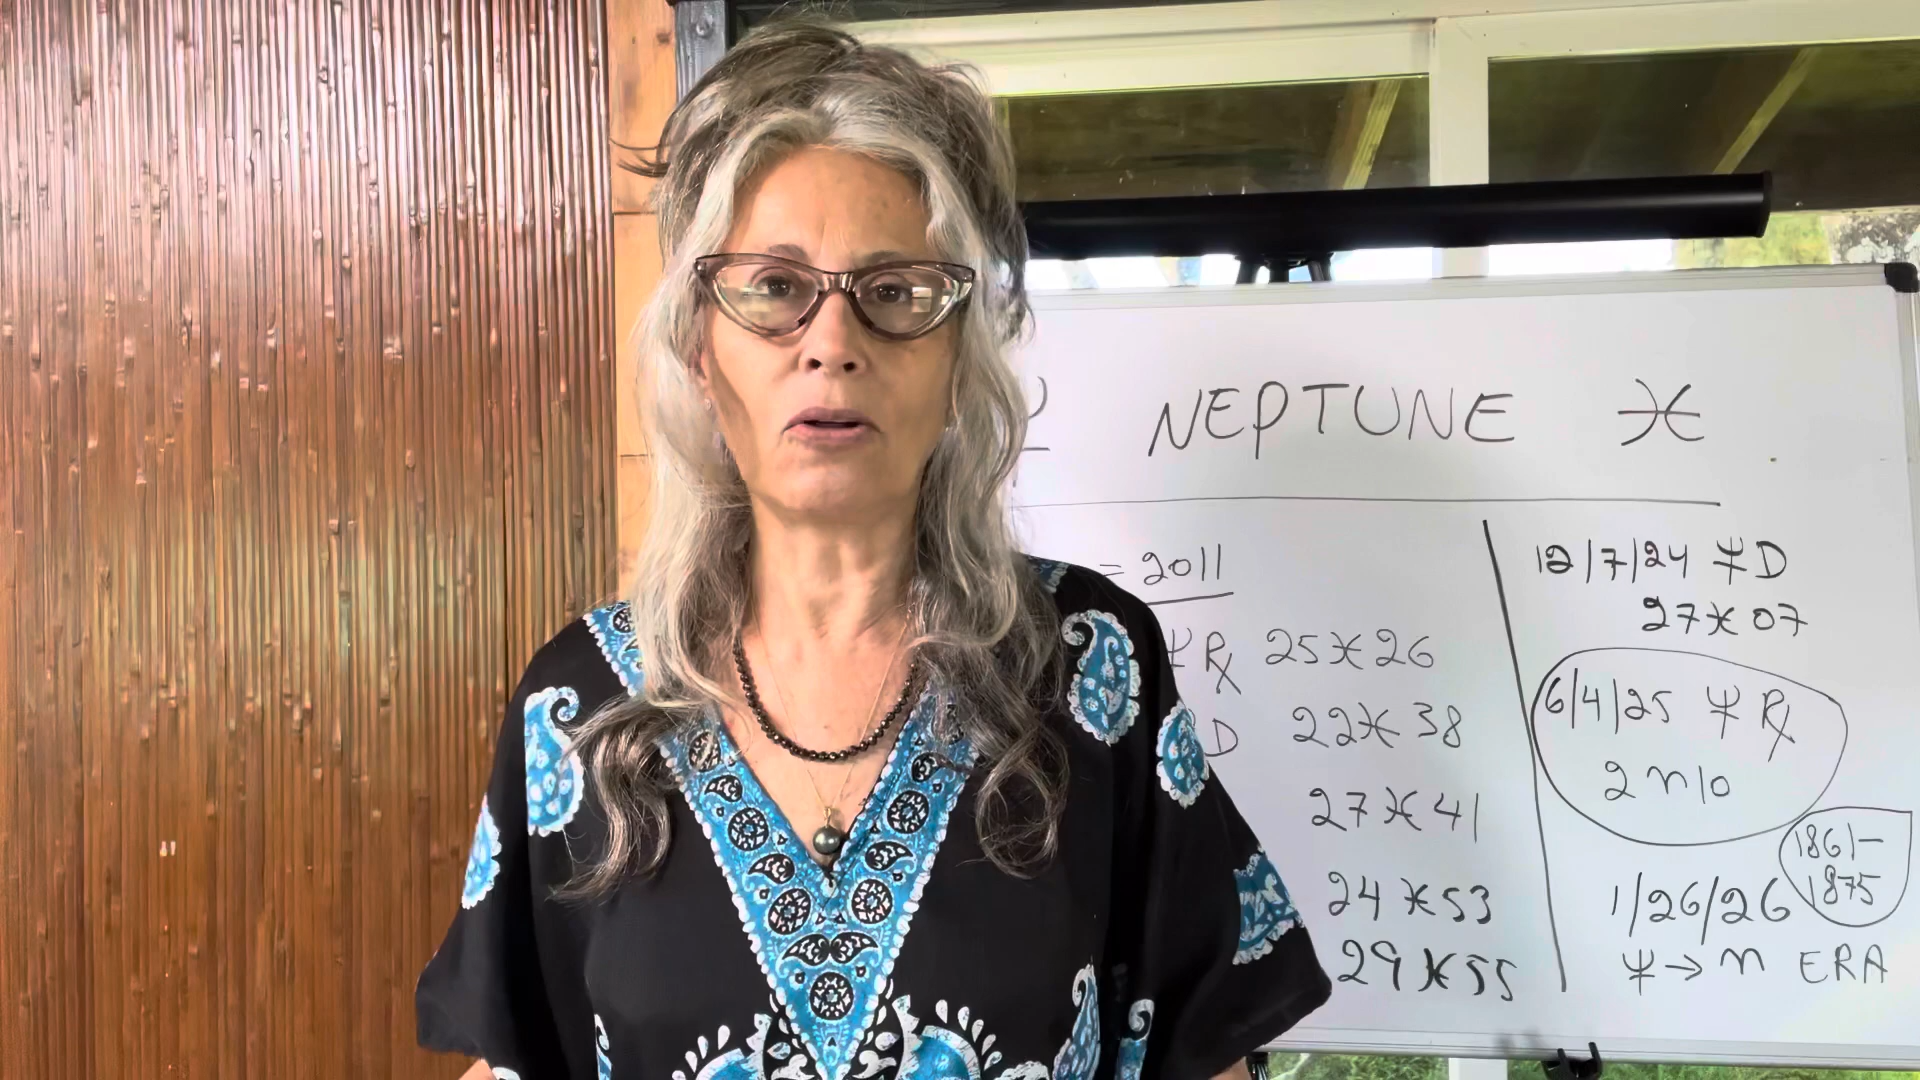 NEPTUNE ♓
= 2011
Ψ ℞ 25 ♓ 26
D 22 ♓ 38
27 ♓ 41
24 ♓ 53
29 ♓ 55
12/7/24 Ψ D
27 ♓ 07
6/4/25 Ψ ℞
2 ♈ 10
1861-
1875
1/26/26
Ψ → ♈ ERA